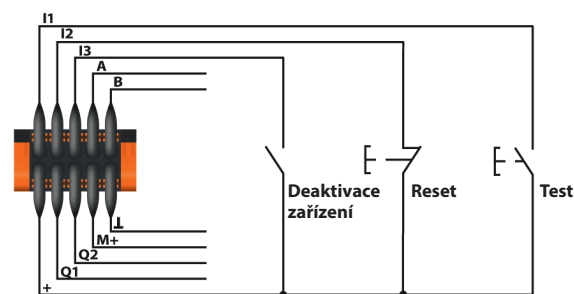 I1
I2
I3
A
B
Deaktivace
zařízení
Reset
Test
⊥
M+
Q2
Q1
+